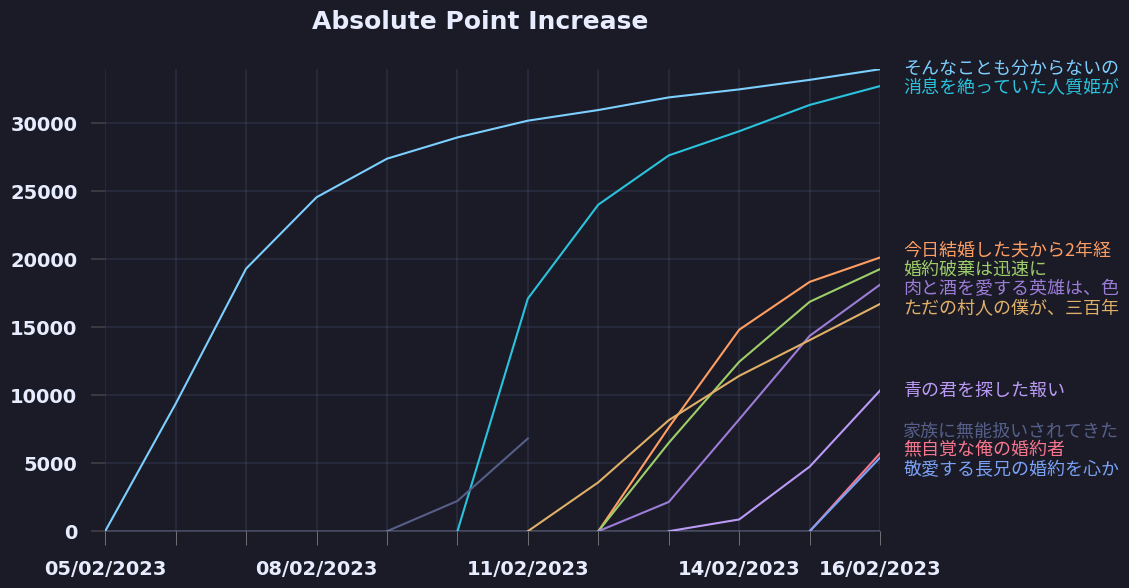 Absolute Point Increase
そんなことも分からないの
消息を絶っていた人質姫が
30000
25000
20000
15000
10000
5000
0
今日結婚した夫から2年経
婚約破棄は迅速に
肉と酒を愛する英雄は、色
ただの村人の僕が、三百年
青の君を探した報い
家族に無能扱いされてきた
無自覚な俺の婚約者
敬愛する長兄の婚約を心か
05/02/2023
08/02/2023
11/02/2023
14/02/2023
16/02/2023